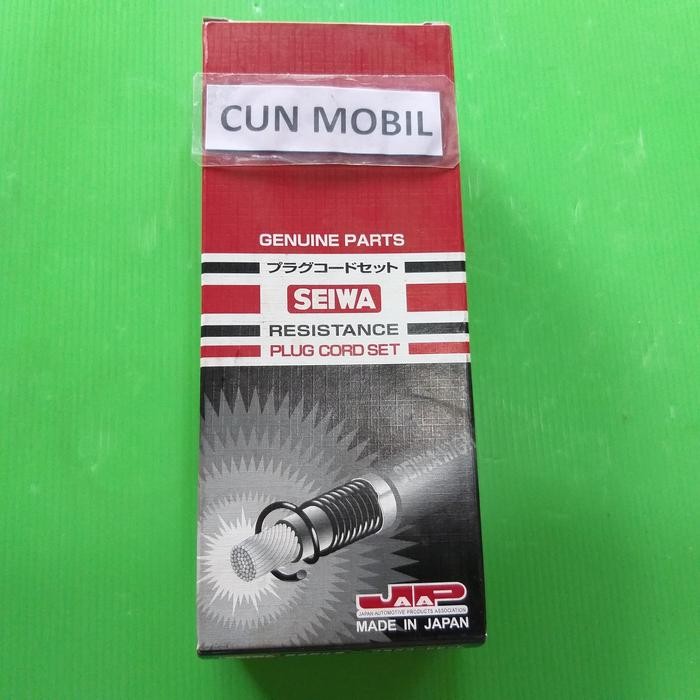 CUN MOBIL
GENUINE PARTS
プラグコードセット
SEIWA
RESISTANCE
PLUG CORD SET
JAAP
JAPAN AUTOMOTIVE PRODUCTS ASSOCIATION
MADE IN JAPAN